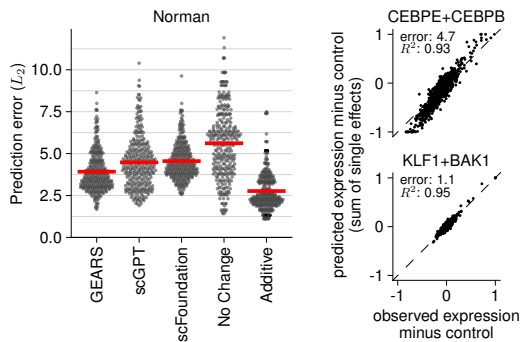 Norman
Prediction error (L2)
10.0
7.5
5.0
2.5
0.0
GEARS
scGPT
scFoundation
No Change
Additive
predicted expression minus control
(sum of single effects)
CEBPE+CEBPB
error: 4.7
R2: 0.93
1
0
-1
KLF1+BAK1
error: 1.1
R2: 0.95
1
0
-1
-1 0 1
observed expression
minus control